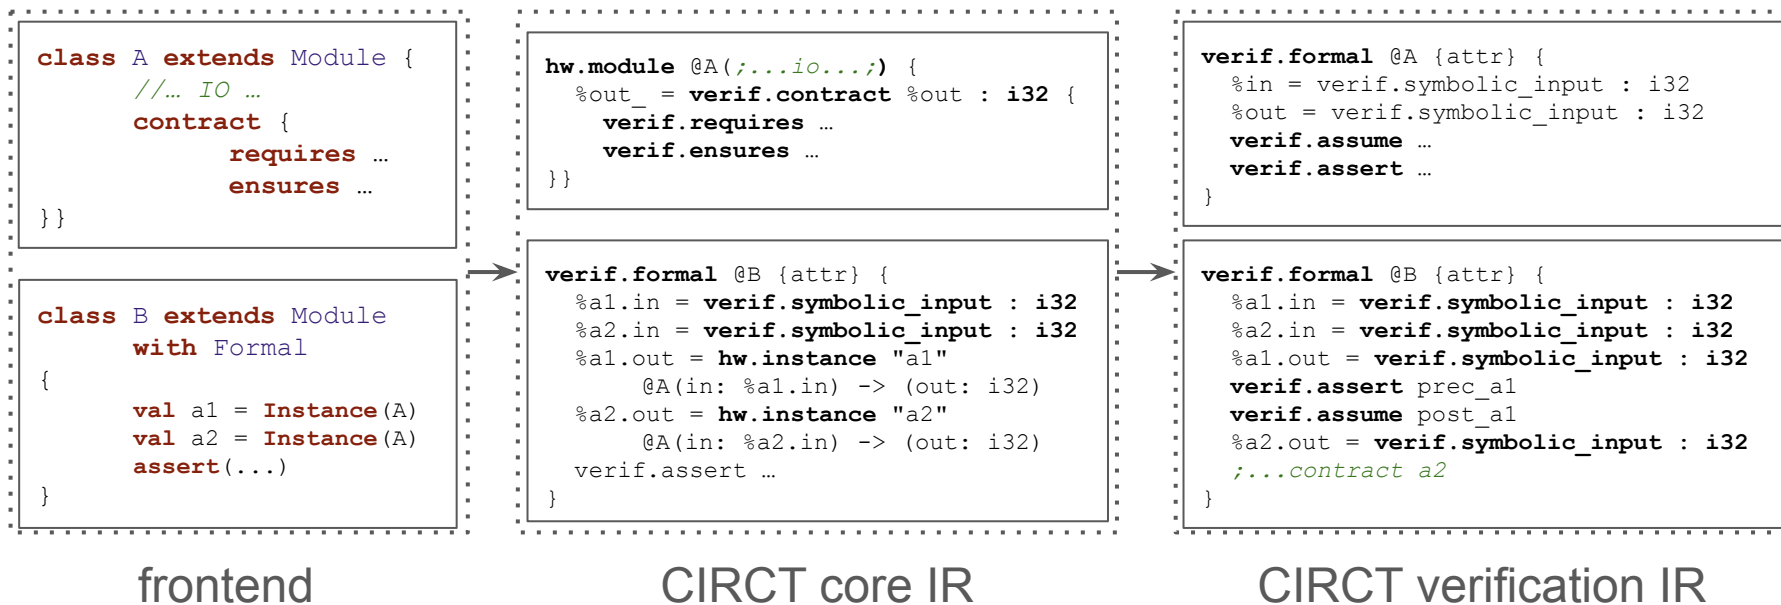 class A extends Module {
//… IO …
contract {
requires …
ensures …
}}
class B extends Module
with Formal
{
val a1 = Instance(A)
val a2 = Instance(A)
assert(...)
}
frontend
hw.module @A(;...io...;) {
%out_ = verif.contract %out : i32 {
verif.requires …
verif.ensures …
}}
verif.formal @B {attr} {
%a1.in = verif.symbolic_input : i32
%a2.in = verif.symbolic_input : i32
%a1.out = hw.instance "a1"
@A(in: %a1.in) -> (out: i32)
%a2.out = hw.instance "a2"
@A(in: %a2.in) -> (out: i32)
verif.assert …
}
CIRCT core IR
verif.formal @A {attr} {
%in = verif.symbolic_input : i32
%out = verif.symbolic_input : i32
verif.assume …
verif.assert …
}
verif.formal @B {attr} {
%a1.in = verif.symbolic_input : i32
%a2.in = verif.symbolic_input : i32
%a1.out = verif.symbolic_input : i32
verif.assert prec_a1
verif.assume post_a1
%a2.out = verif.symbolic_input : i32
;...contract a2
}
CIRCT verification IR